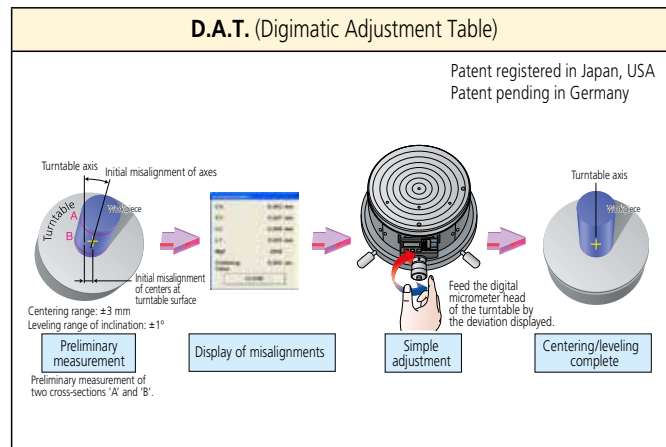 D.A.T. (Digimatic Adjustment Table)
Patent registered in Japan, USA
Patent pending in Germany
Turntable axis
Initial misalignment of axes
Turntable
A
B
Workpiece
Initial misalignment
of centers at
turntable surface
Centering range: ±3 mm
Leveling range of inclination: ±1°
Preliminary
measurement
Preliminary measurement of
two cross-sections ‘A’ and ‘B’.
Display of misalignments
Feed the digital
micrometer head
of the turntable by
the deviation displayed.
Simple
adjustment
Turntable axis
Workpiece
Centering/leveling
complete